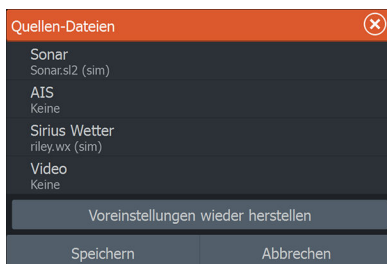 Quellen-Dateien
Sonar
Sonar.sl2 (sim)
AIS
Keine
Sirius Wetter
riley.wx (sim)
Video
Keine
Voreinstellungen wieder herstellen
Speichern
Abbrechen